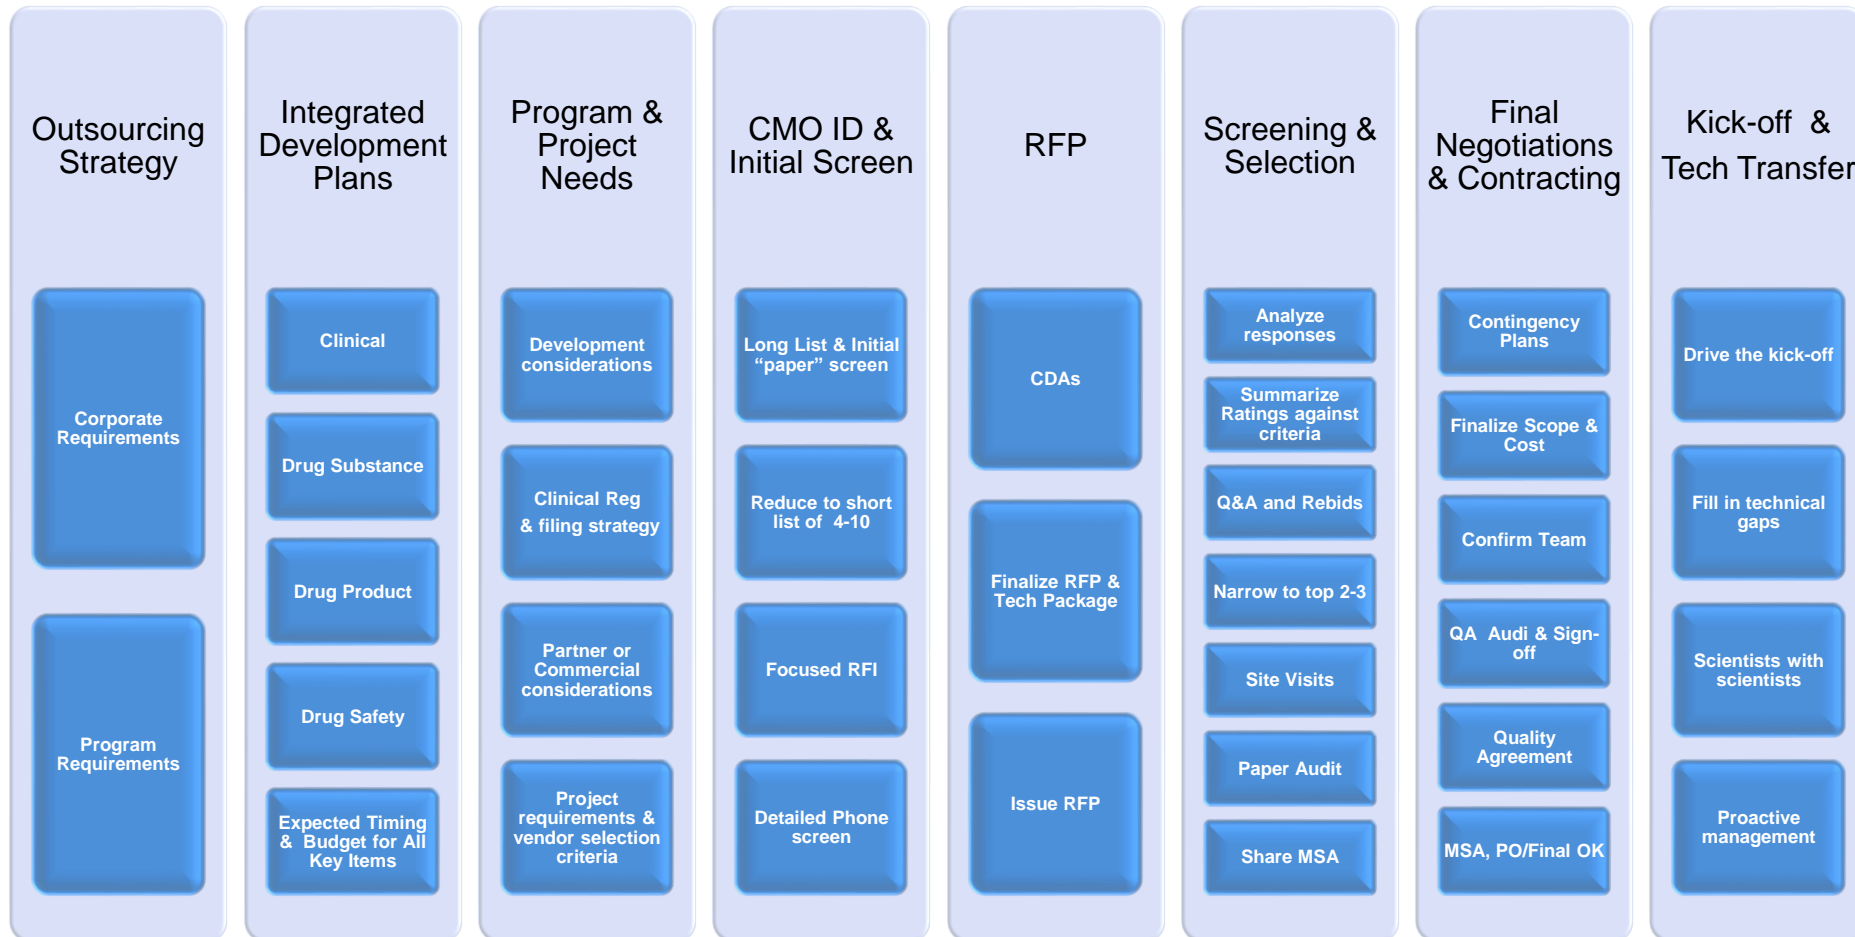 Outsourcing
Strategy
Corporate
Requirements
Program
Requirements
Integrated
Development
Plans
Clinical
Drug Substance
Drug Product
Drug Safety
Expected Timing
& Budget for All
Key Items
Program &
Project
Needs
Development
considerations
Clinical Reg
& filing strategy
Partner or
Commercial
considerations
Project
requirements &
vendor selection
criteria
CMO ID &
Initial Screen
Long List & Initial
“paper” screen
Reduce to short
list of 4-10
Focused RFI
Detailed Phone
screen
RFP
CDAs
Finalize RFP &
Tech Package
Issue RFP
Screening &
Selection
Analyze
responses
Summarize
Ratings against
criteria
Q&A and Rebids
Narrow to top 2-3
Site Visits
Paper Audit
Share MSA
Final
Negotiations
& Contracting
Contingency
Plans
Finalize Scope &
Cost
Confirm Team
QA Audi & Sign-
off
Quality
Agreement
MSA, PO/Final OK
Kick-off &
Tech Transfer
Drive the kick-off
Fill in technical
gaps
Scientists with
scientists
Proactive
management